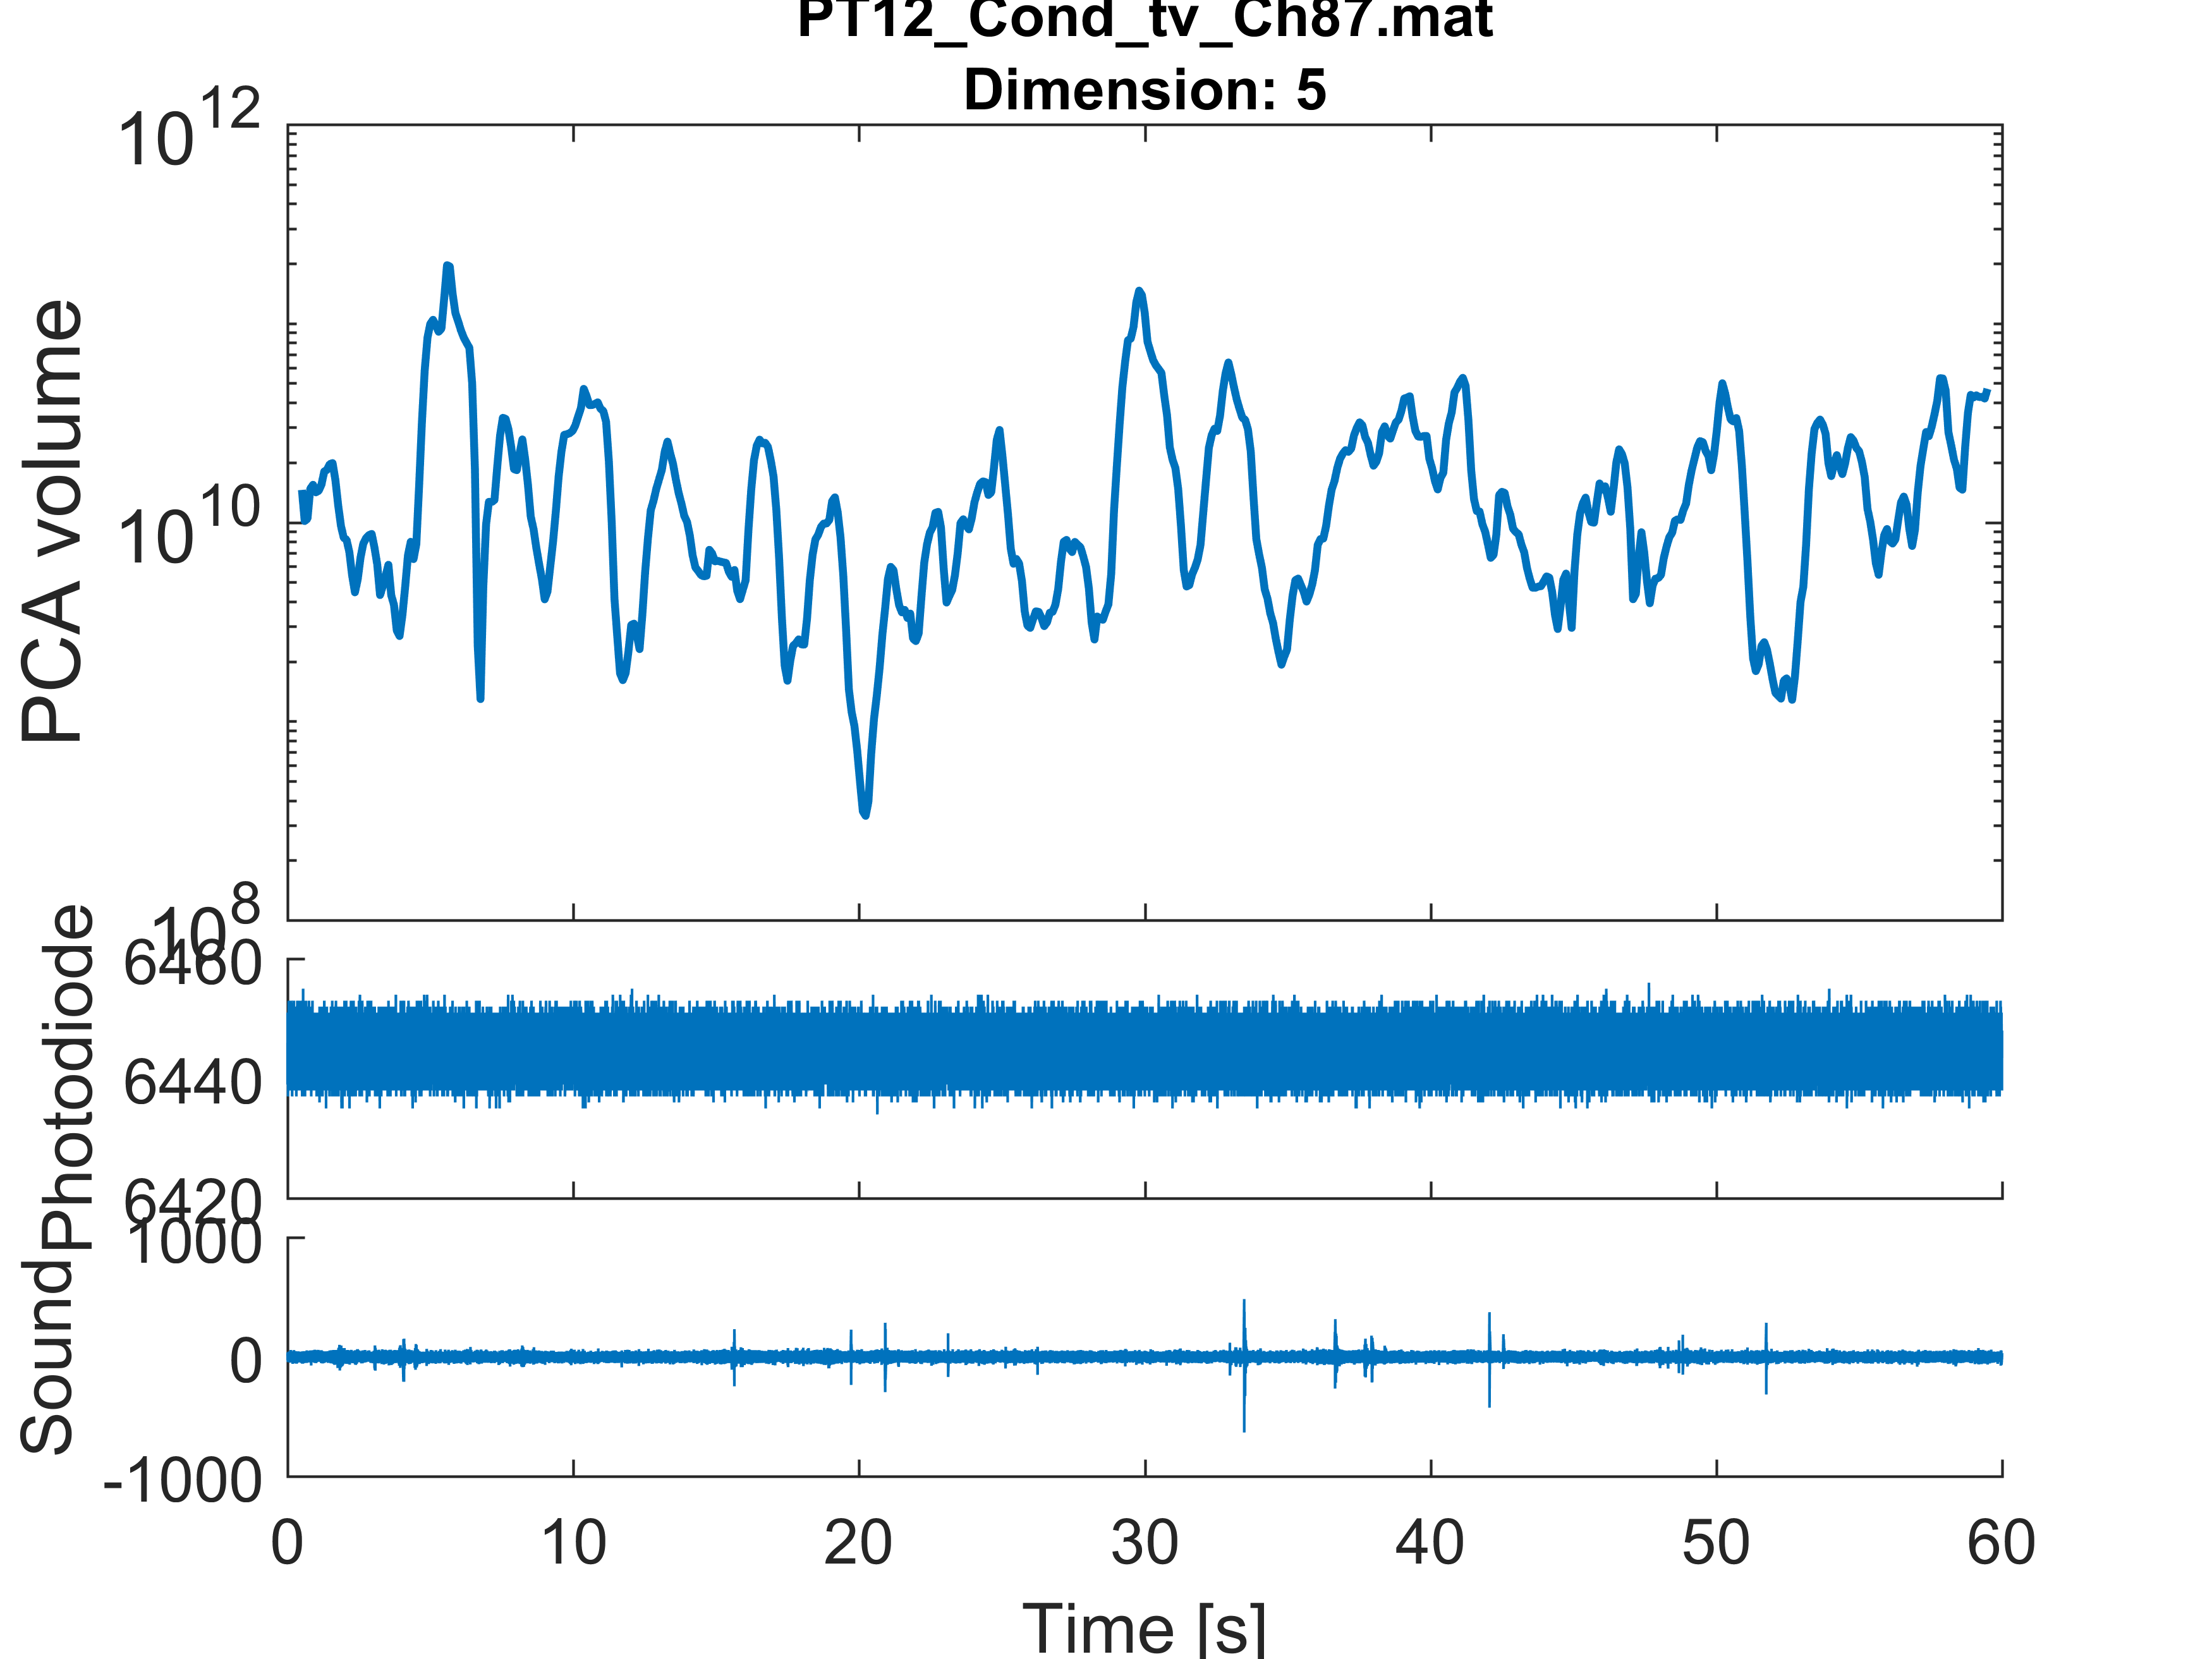 PT12_Cond_tv_Ch87.mat
Dimension: 5
PCA volume
10^12
10^10
10^8
Photodiode
6460
6440
6420
Sound
1000
0
-1000
0 10 20 30 40 50 60
Time [s]